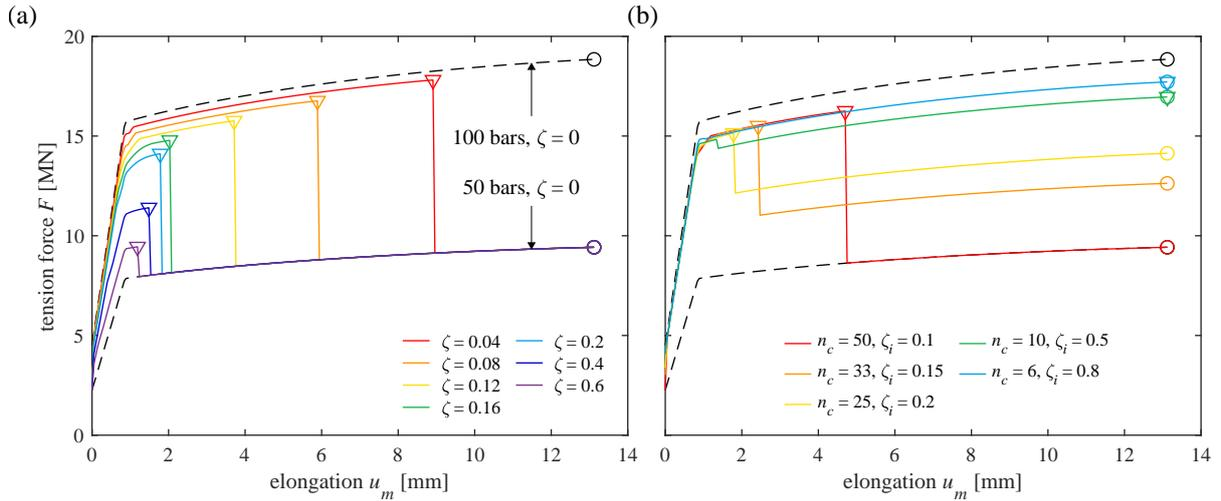 (a)
20
15
10
5
0
tension force F [MN]
100 bars, ζ = 0
50 bars, ζ = 0
ζ = 0.04
ζ = 0.08
ζ = 0.12
ζ = 0.16
ζ = 0.2
ζ = 0.4
ζ = 0.6
0 2 4 6 8 10 12 14
elongation u_m [mm]
(b)
n_c = 50, ζ_i = 0.1
n_c = 33, ζ_i = 0.15
n_c = 25, ζ_i = 0.2
n_c = 10, ζ_i = 0.5
n_c = 6, ζ_i = 0.8
0 2 4 6 8 10 12 14
elongation u_m [mm]